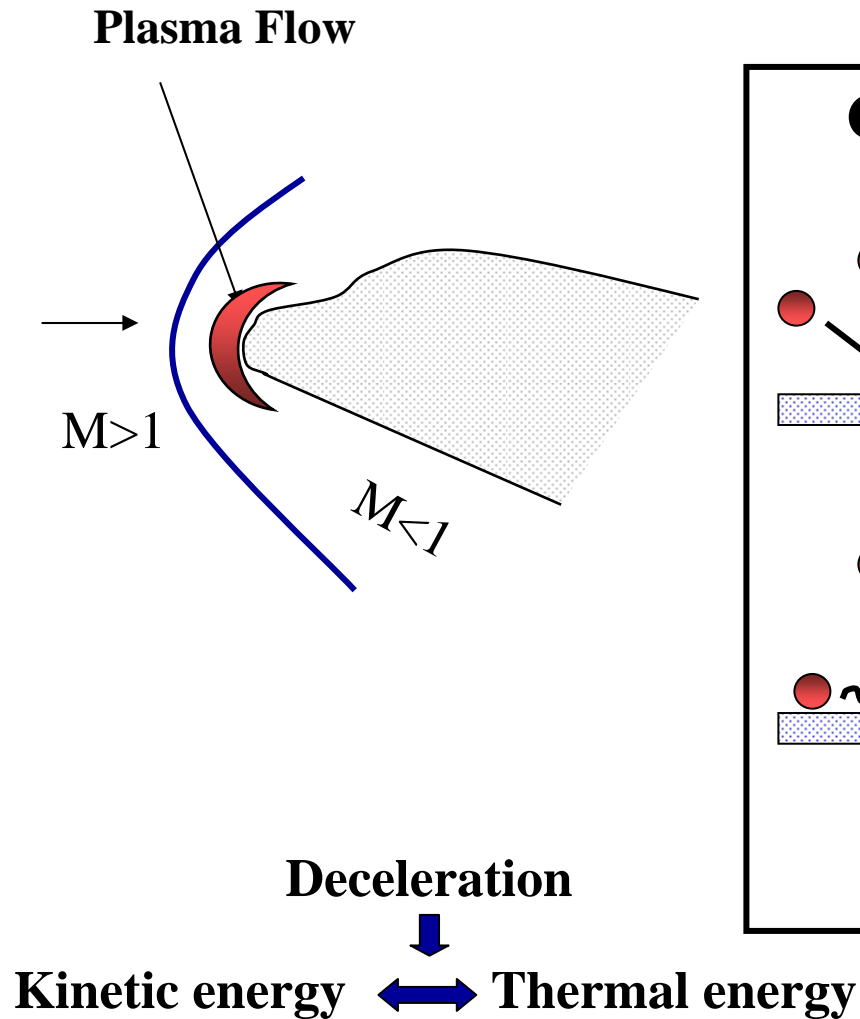 Plasma Flow
M>1
M<1
Deceleration
Kinetic energy
Thermal energy